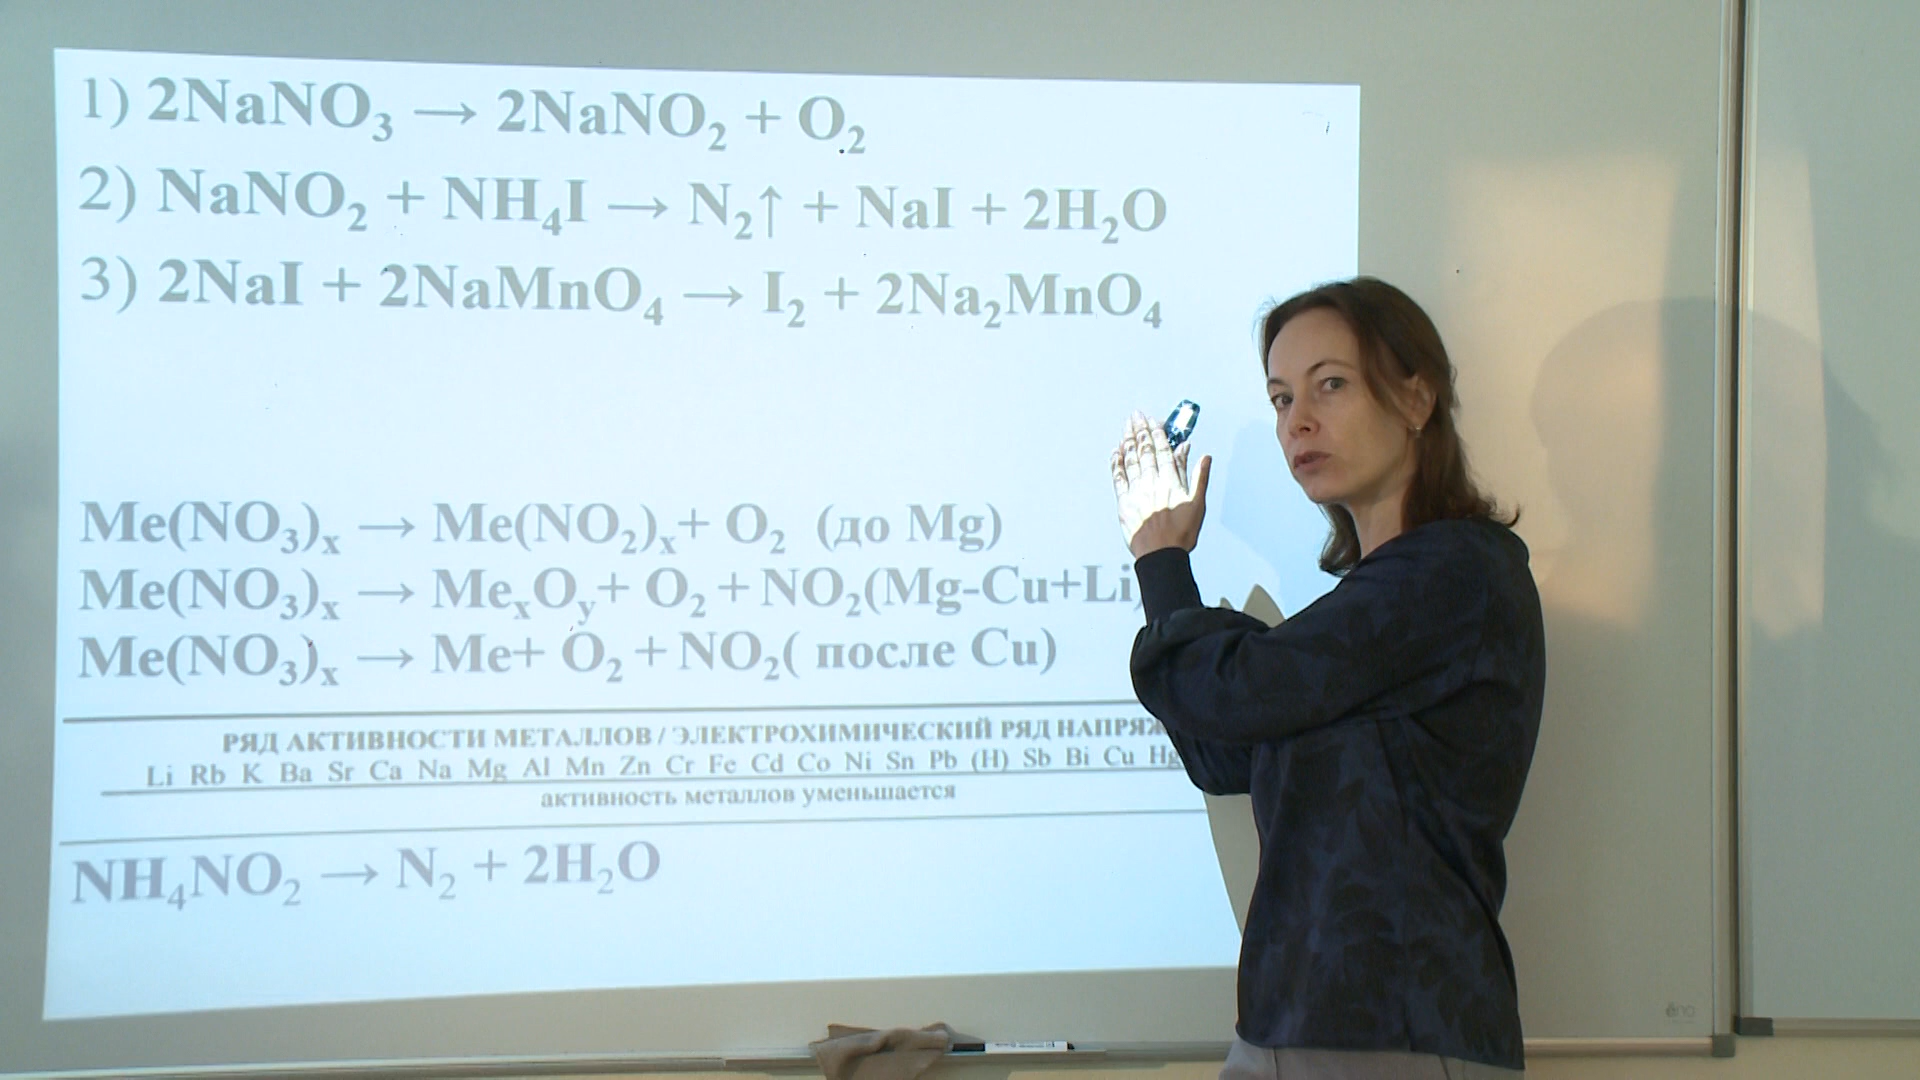 1) 2NaNO₃ → 2NaNO₂ + O₂
2) NaNO₂ + NH₄I → N₂↑ + NaI + 2H₂O
3) 2NaI + 2NaMnO₄ → I₂ + 2Na₂MnO₄
Me(NO₃)ₓ → Me(NO₂)ₓ+ O₂ (до Mg)
Me(NO₃)ₓ → MeₓOᵧ+ O₂ + NO₂(Mg-Cu+Li)
Me(NO₃)ₓ → Me+ O₂ + NO₂( после Cu)
РЯД АКТИВНОСТИ МЕТАЛЛОВ / ЭЛЕКТРОХИМИЧЕСКИЙ РЯД
Li Rb K Ba Sr Ca Na Mg Al Mn Zn Cr Fe Cd Co Ni Sn Pb (H) Sb Bi Cu Hg
активность металлов уменьшается
NH₄NO₂ → N₂ + 2H₂O